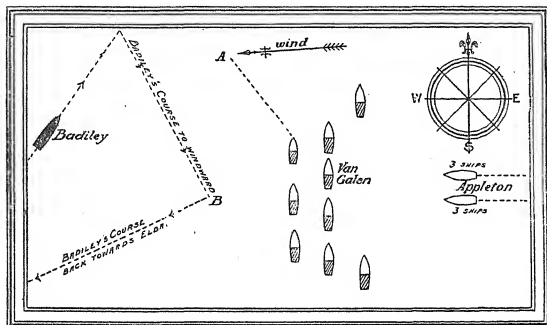 A
wind
BADILEY'S COURSE TO WINDWARD
Badiley
W
E
S
Van
Galen
3 SHIPS
Appleton
3 SHIPS
B
BADILEY'S COURSE
BACK TOWARDS ELBA.